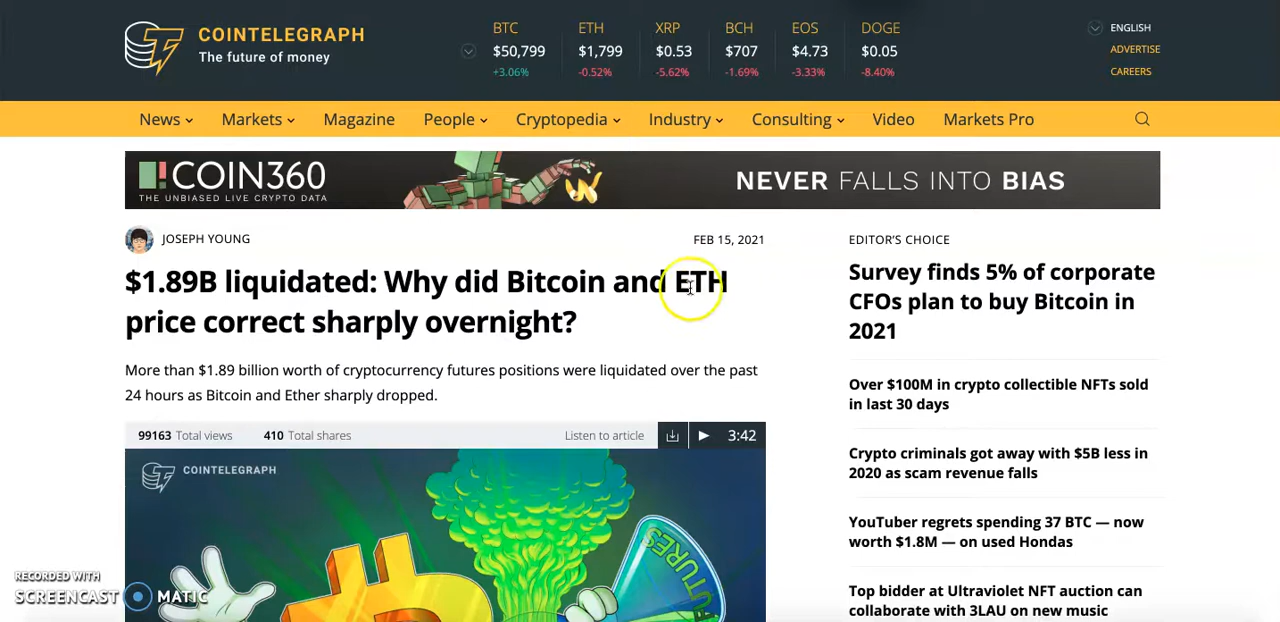 COINTELEGRAPH
The future of money
BTC
$50,799
+3.06%
ETH
$1,799
-0.52%
XRP
$0.53
-5.62%
BCH
$707
-1.69%
EOS
$4.73
-3.33%
DOGE
$0.05
-8.40%
ENGLISH
ADVERTISE
CAREERS
News
Markets
Magazine
People
Cryptopedia
Industry
Consulting
Video
Markets Pro
COIN360
THE UNBIASED LIVE CRYPTO DATA
NEVER FALLS INTO BIAS
JOSEPH YOUNG
FEB 15, 2021
$1.89B liquidated: Why did Bitcoin and ETH
price correct sharply overnight?
More than $1.89 billion worth of cryptocurrency futures positions were liquidated over the past
24 hours as Bitcoin and Ether sharply dropped.
99163 Total views
410 Total shares
Listen to article
3:42
COINTELEGRAPH
FUTURES
EDITOR'S CHOICE
Survey finds 5% of corporate
CFOs plan to buy Bitcoin in
2021
Over $100M in crypto collectible NFTs sold
in last 30 days
Crypto criminals got away with $5B less in
2020 as scam revenue falls
YouTuber regrets spending 37 BTC — now
worth $1.8M — on used Hondas
Top bidder at Ultraviolet NFT auction can
collaborate with 3LAU on new music
RECORDED WITH
SCREENCAST MATIC